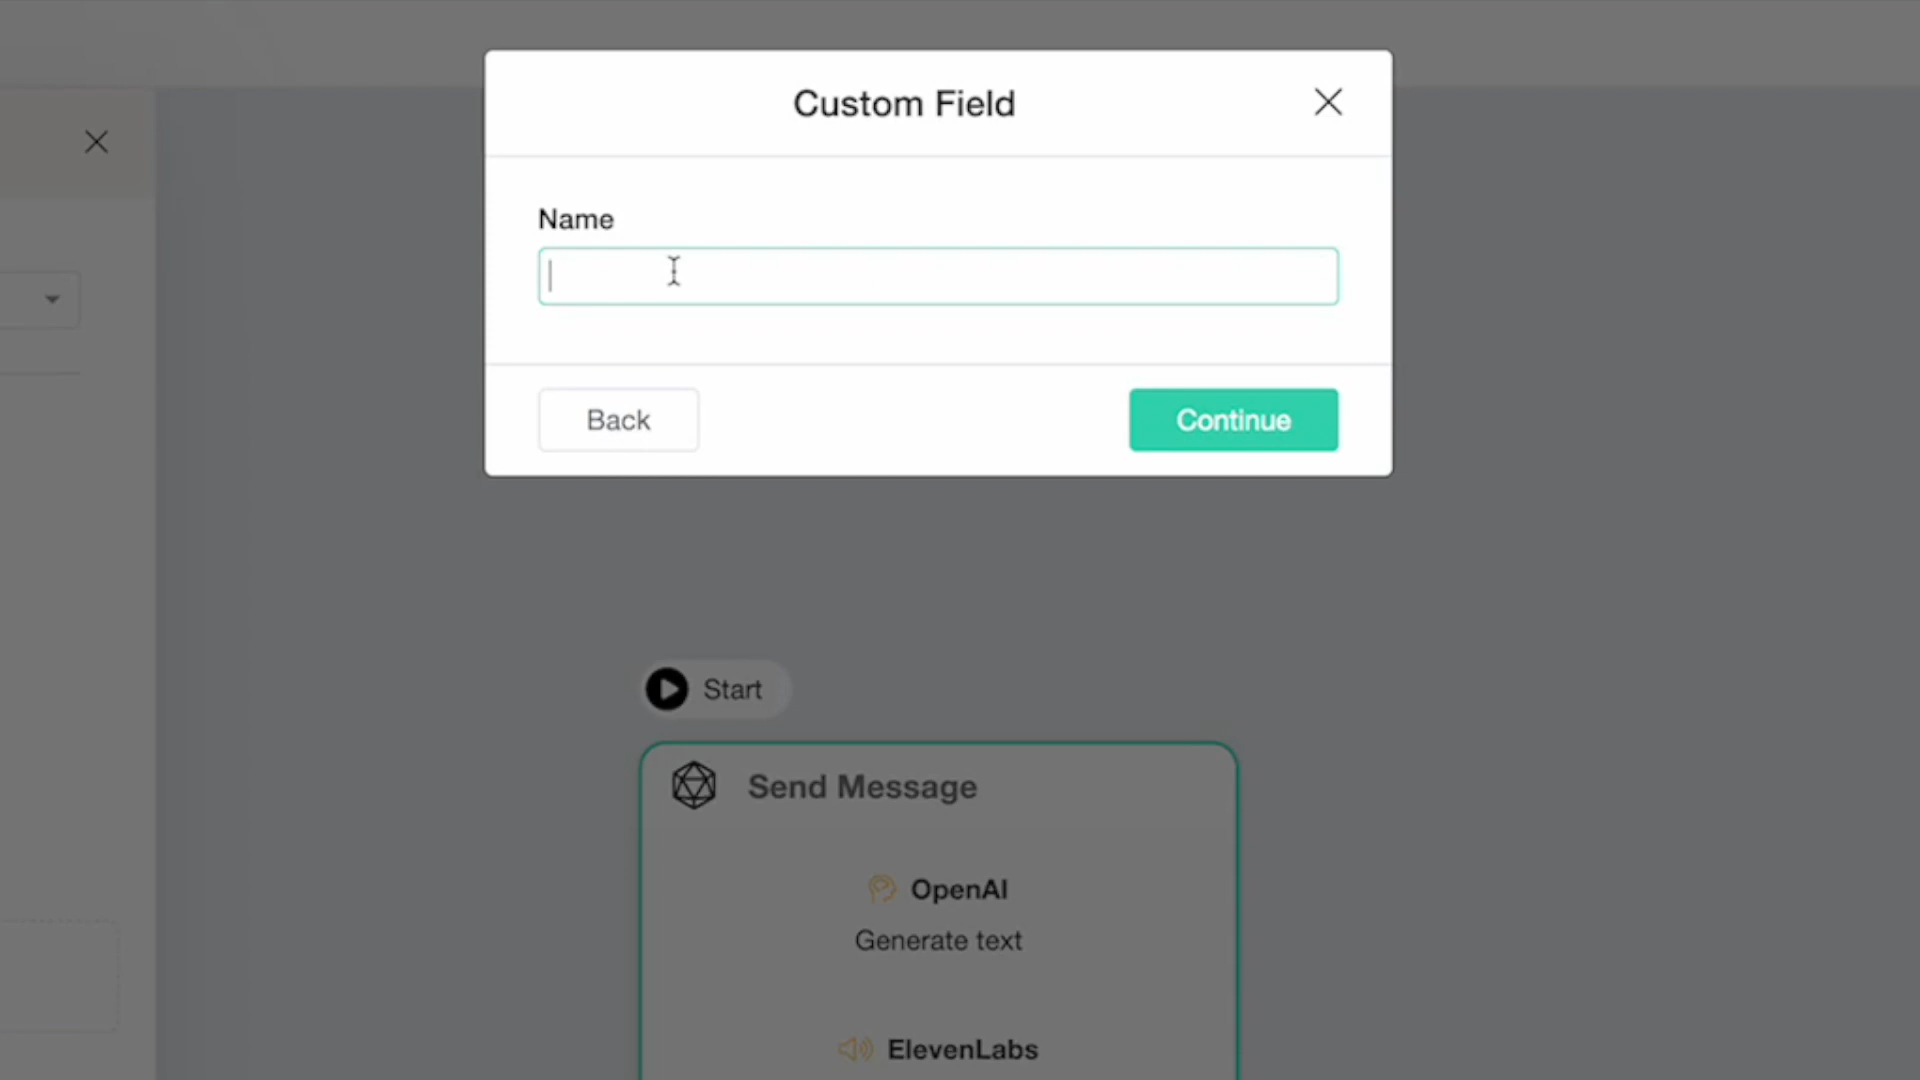 Custom Field
Name
Back
Continue
Start
Send Message
OpenAI
Generate text
ElevenLabs